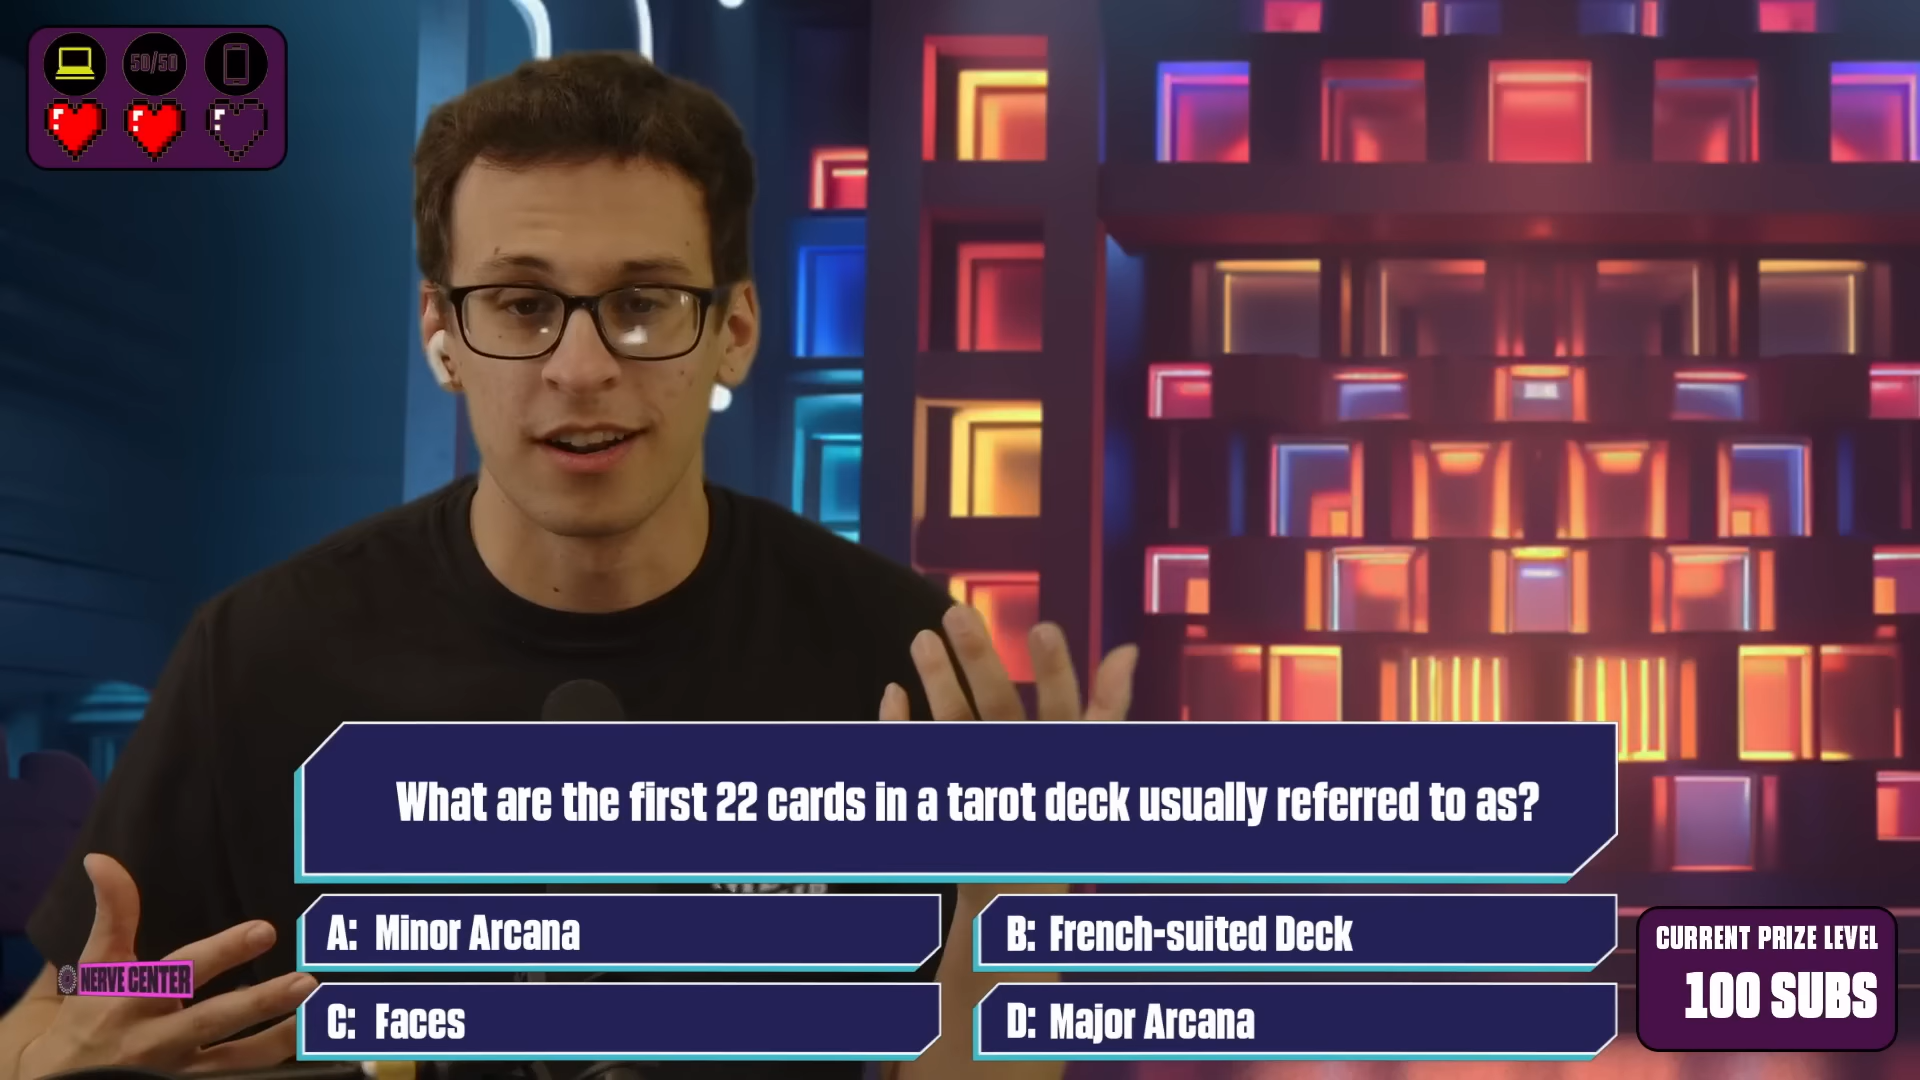 50/50
What are the first 22 cards in a tarot deck usually referred to as?
A: Minor Arcana
B: French-suited Deck
C: Faces
D: Major Arcana
NERVE CENTER
CURRENT PRIZE LEVEL
100 SUBS